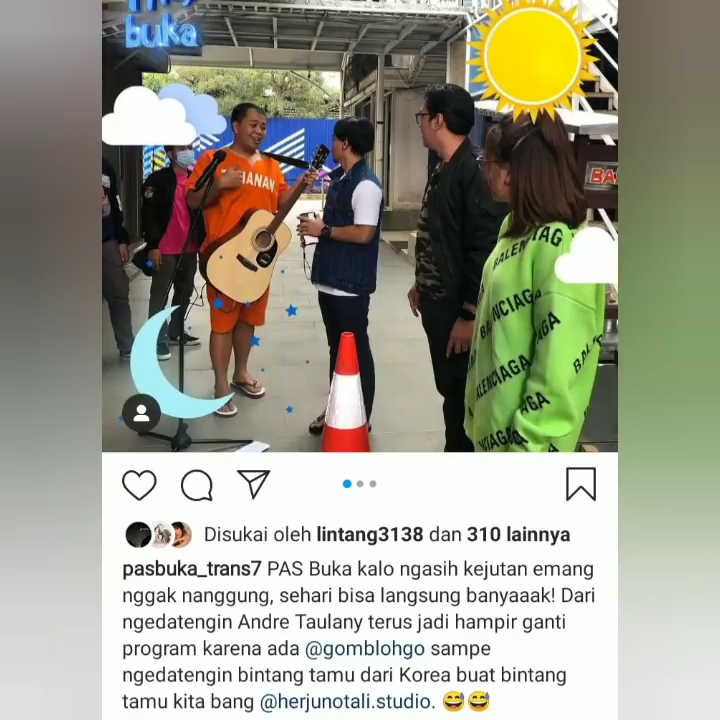 buka
HANAN
BALENCIAGA
BALENCIAGA
Disukai oleh lintang3138 dan 310 lainnya
pasbuka_trans7 PAS Buka kalo ngasih kejutan emang
nggak nanggung, sehari bisa langsung banyaaak! Dari
ngedatengin Andre Taulany terus jadi hampir ganti
program karena ada @gomblohgo sampe
ngedatengin bintang tamu dari Korea buat bintang
tamu kita bang @herjunotali.studio. 😅😅